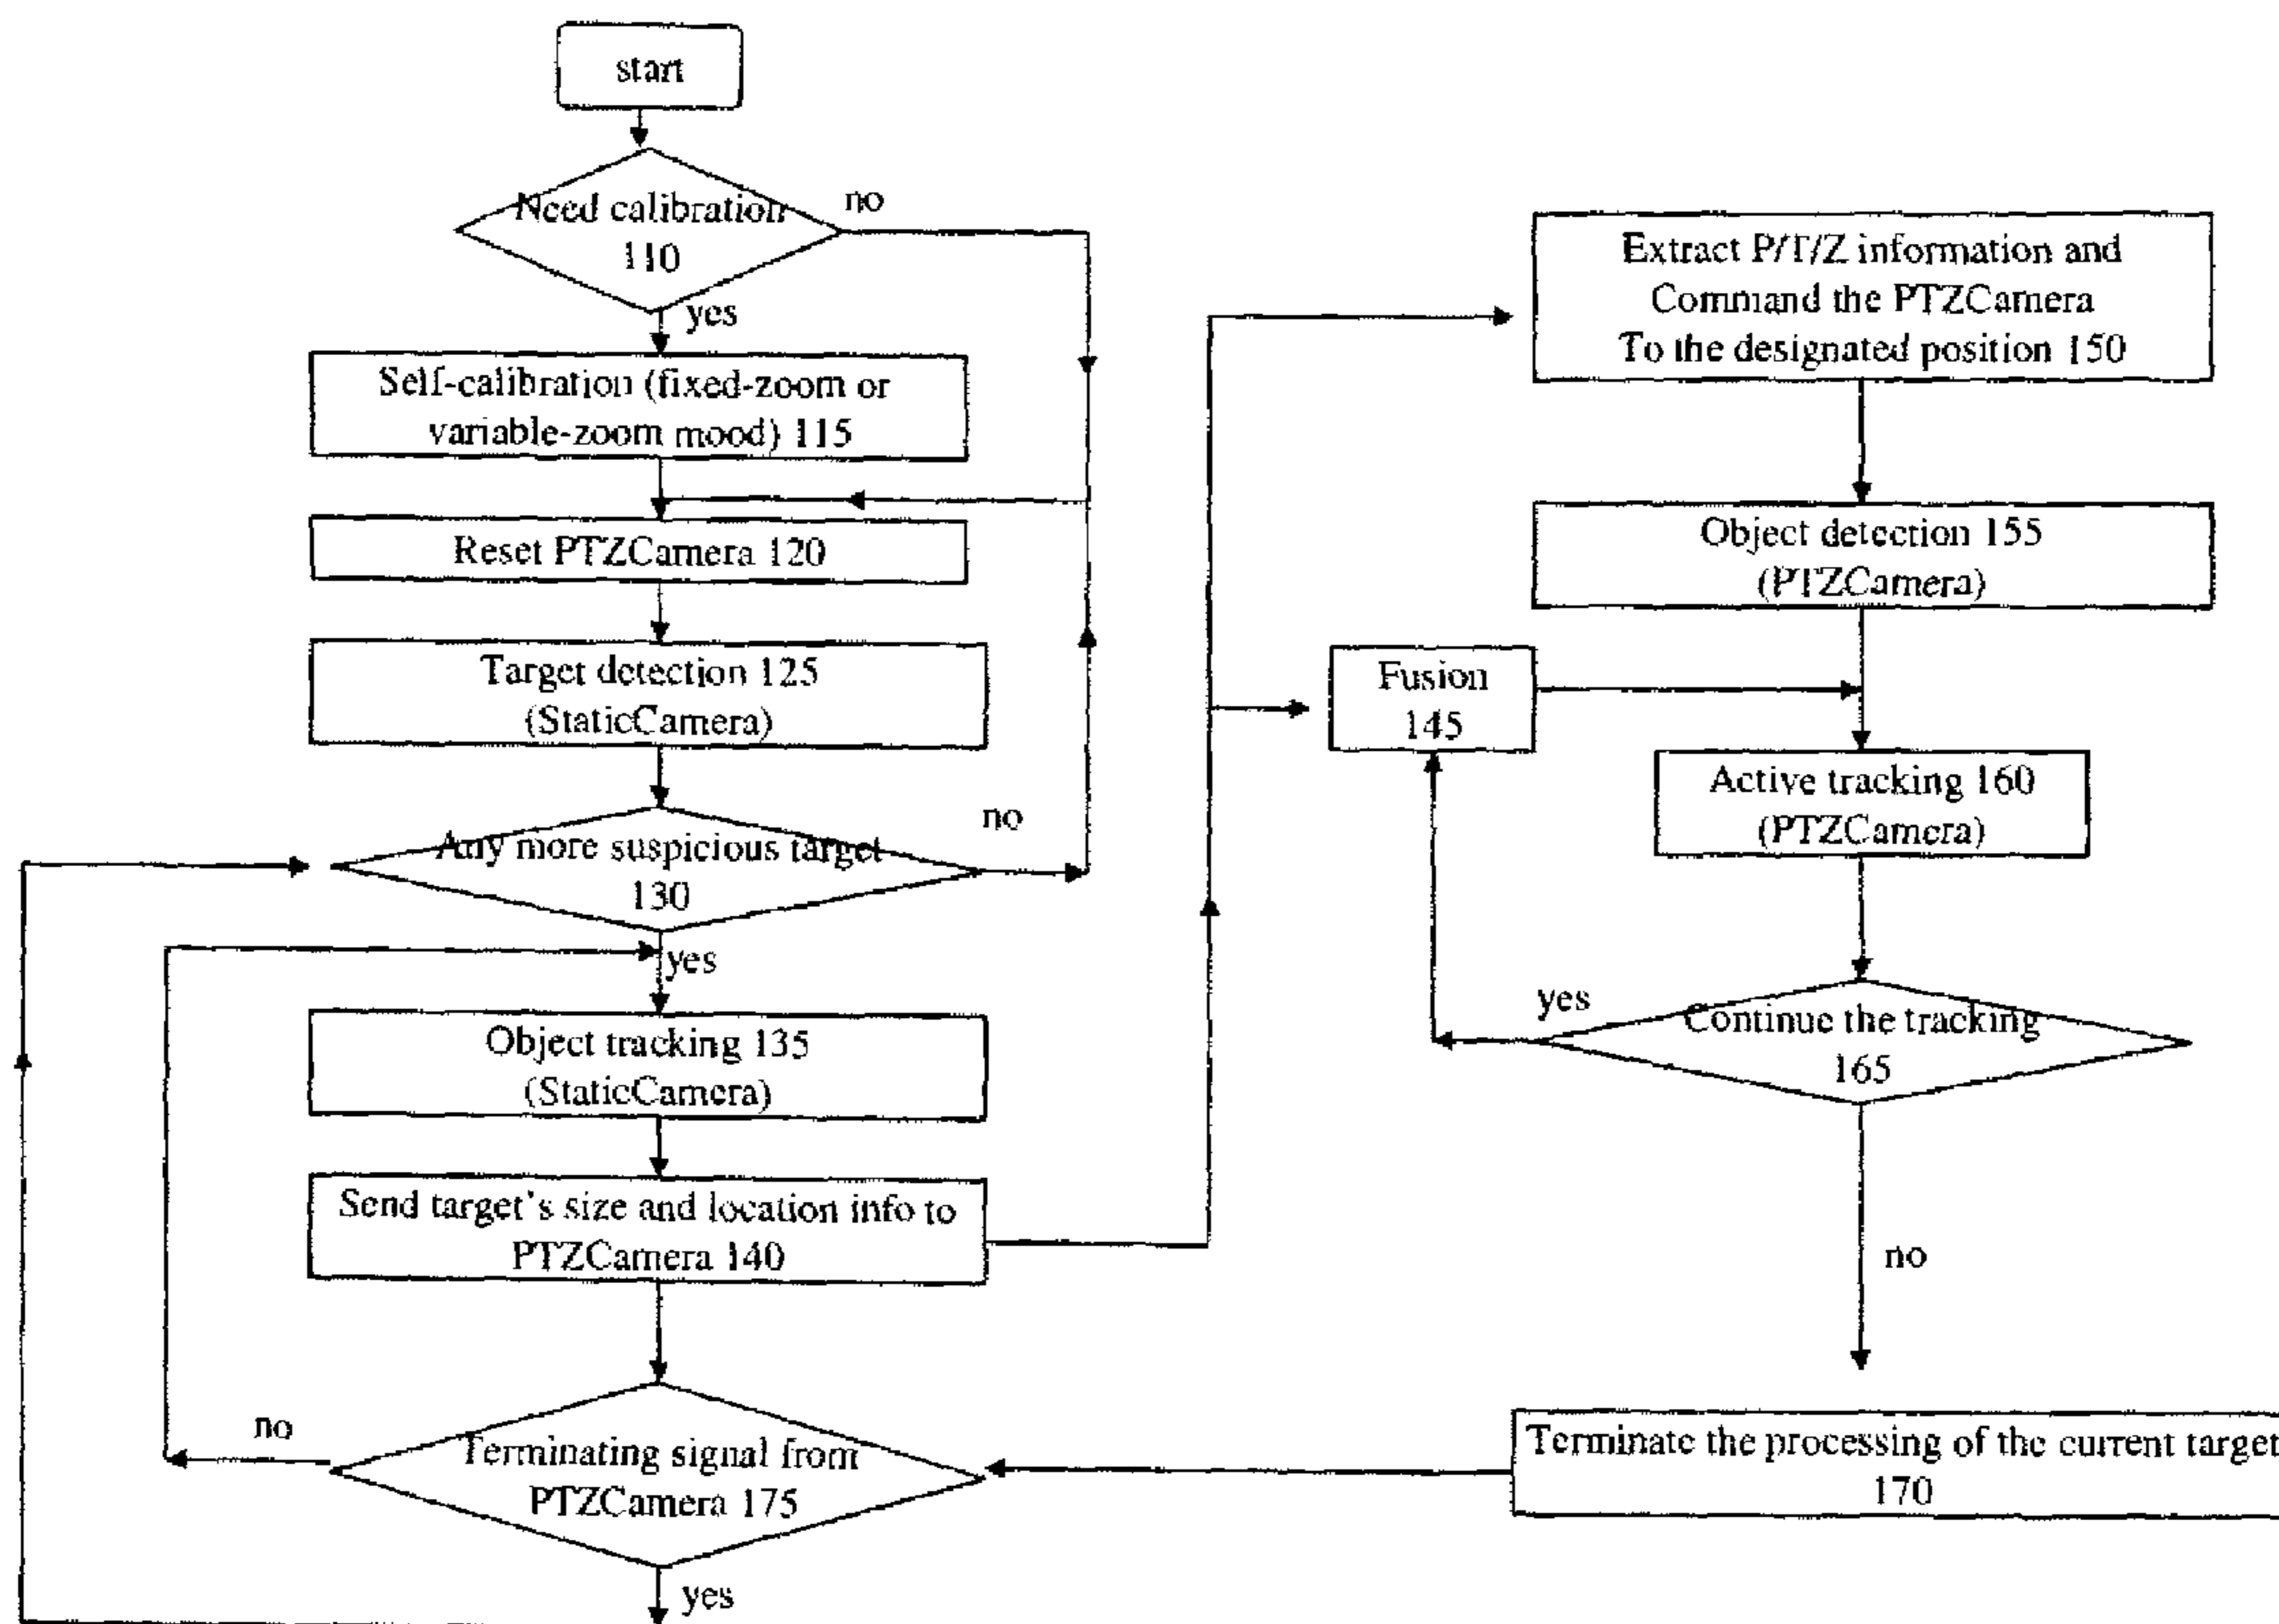 start
Need calibration
110
no
yes
Self-calibration (fixed-zoom or
variable-zoom mood) 115
Reset PTZCamera 120
Target detection 125
(StaticCamera)
Any more suspicious target
130
no
yes
Object tracking 135
(StaticCamera)
Send target's size and location info to
PTZCamera 140
Terminating signal from
PTZCamera 175
no
yes
Extract P/T/Z information and
Command the PTZCamera
To the designated position 150
Object detection 155
(PTZCamera)
Fusion
145
Active tracking 160
(PTZCamera)
Continue the tracking
165
yes
no
Terminate the processing of the current target
170